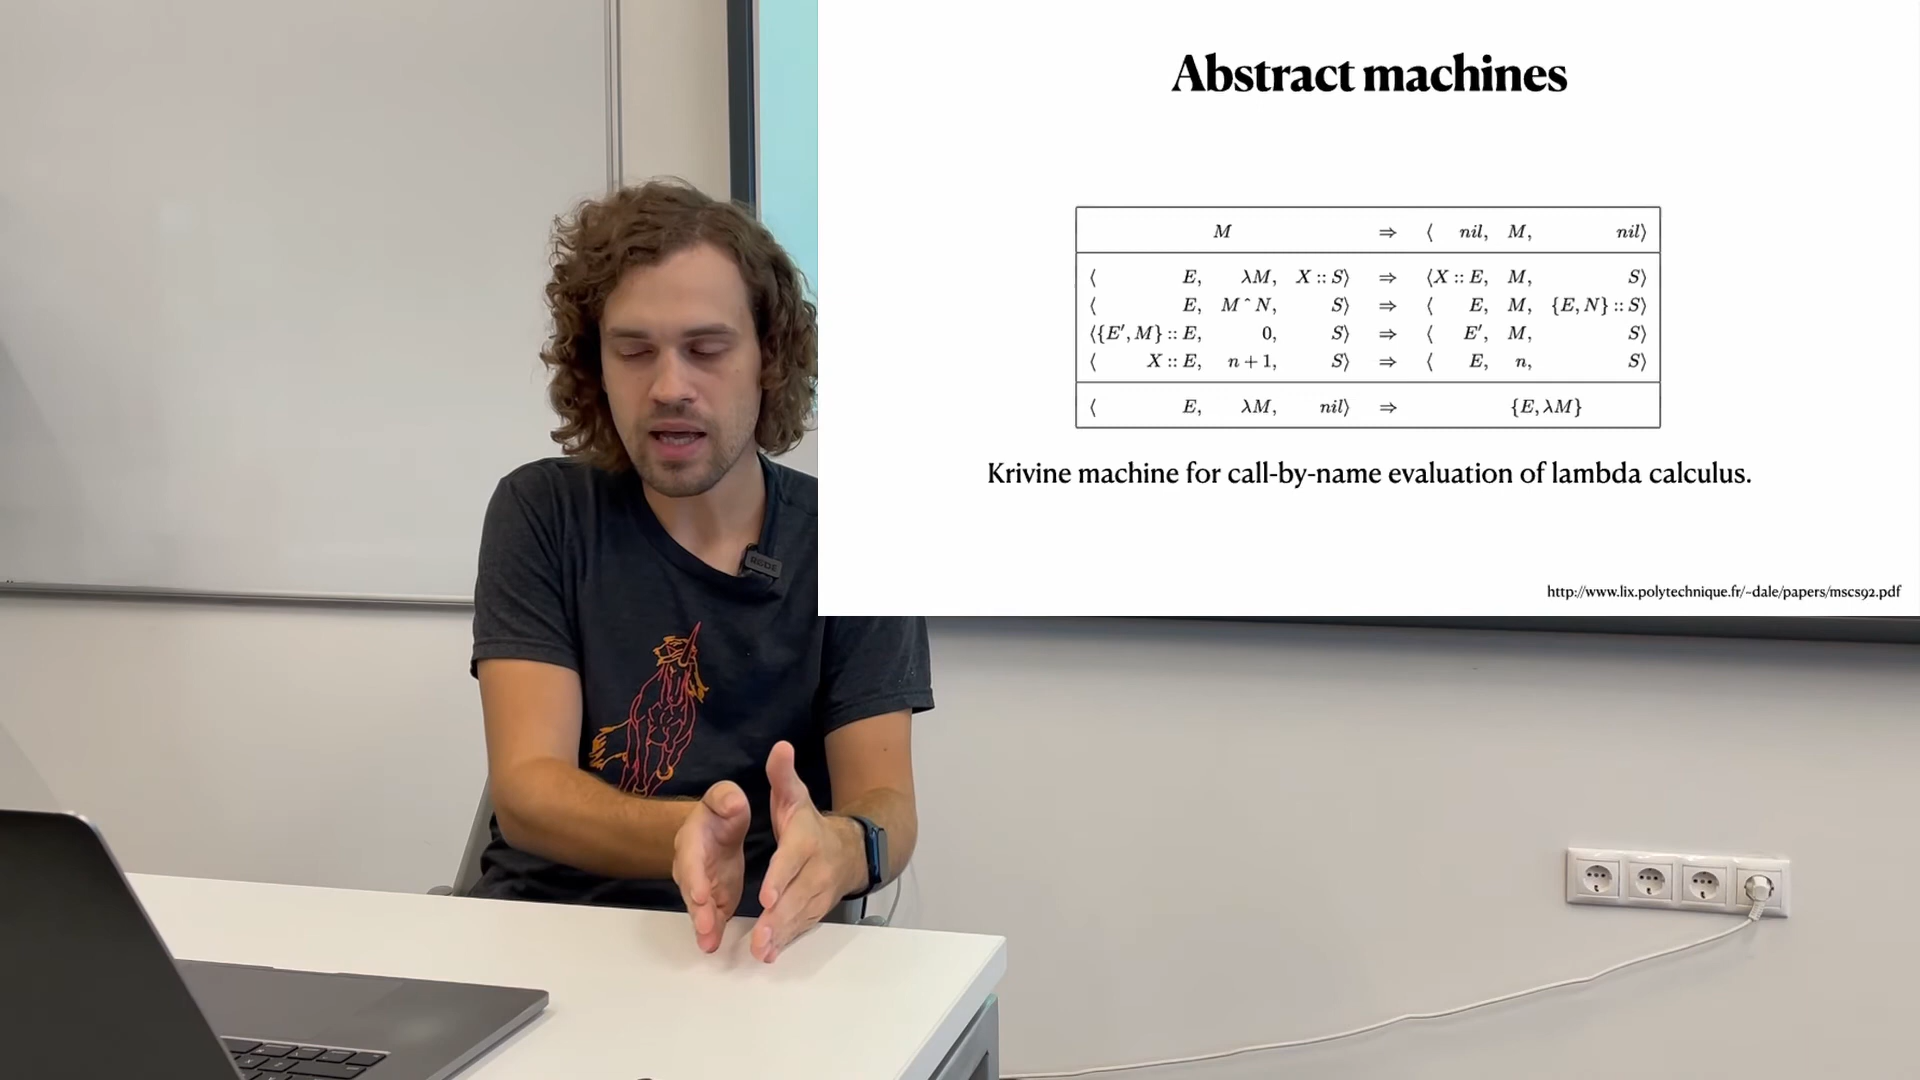 Abstract machines
M ⇒ ⟨ nil, M, nil⟩
⟨ E, λM, X :: S⟩ ⇒ ⟨X :: E, M, S⟩
⟨ E, M ^ N, S⟩ ⇒ ⟨ E, M, {E, N} :: S⟩
⟨{E′, M} :: E, 0, S⟩ ⇒ ⟨ E′, M, S⟩
⟨ X :: E, n + 1, S⟩ ⇒ ⟨ E, n, S⟩
⟨ E, λM, nil⟩ ⇒ {E, λM}
Krivine machine for call-by-name evaluation of lambda calculus.
http://www.lix.polytechnique.fr/~dale/papers/mscs92.pdf
RØDE